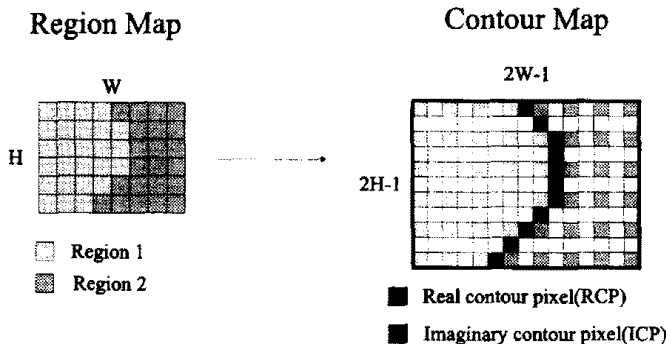 Region Map
Contour Map
W
H
2W-1
2H-1
Region 1
Region 2
Real contour pixel(RCP)
Imaginary contour pixel(ICP)